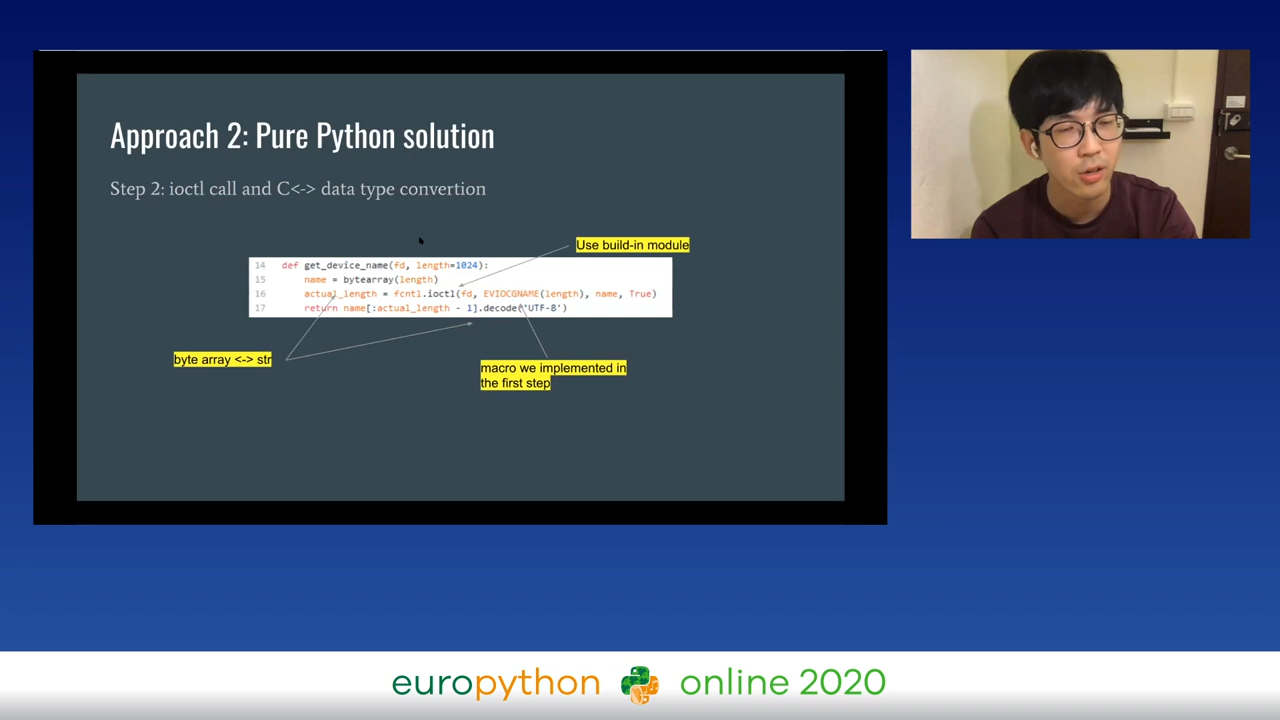 Approach 2: Pure Python solution
Step 2: ioctl call and C<-> data type convertion
Use build-in module
14 def get_device_name(fd, length=1024):
15 name = bytearray(length)
16 actual_length = fcntl.ioctl(fd, EVIOCGNAME(length), name, True)
17 return name[:actual_length - 1].decode('UTF-8')
byte array <-> str
macro we implemented in
the first step
europython online 2020